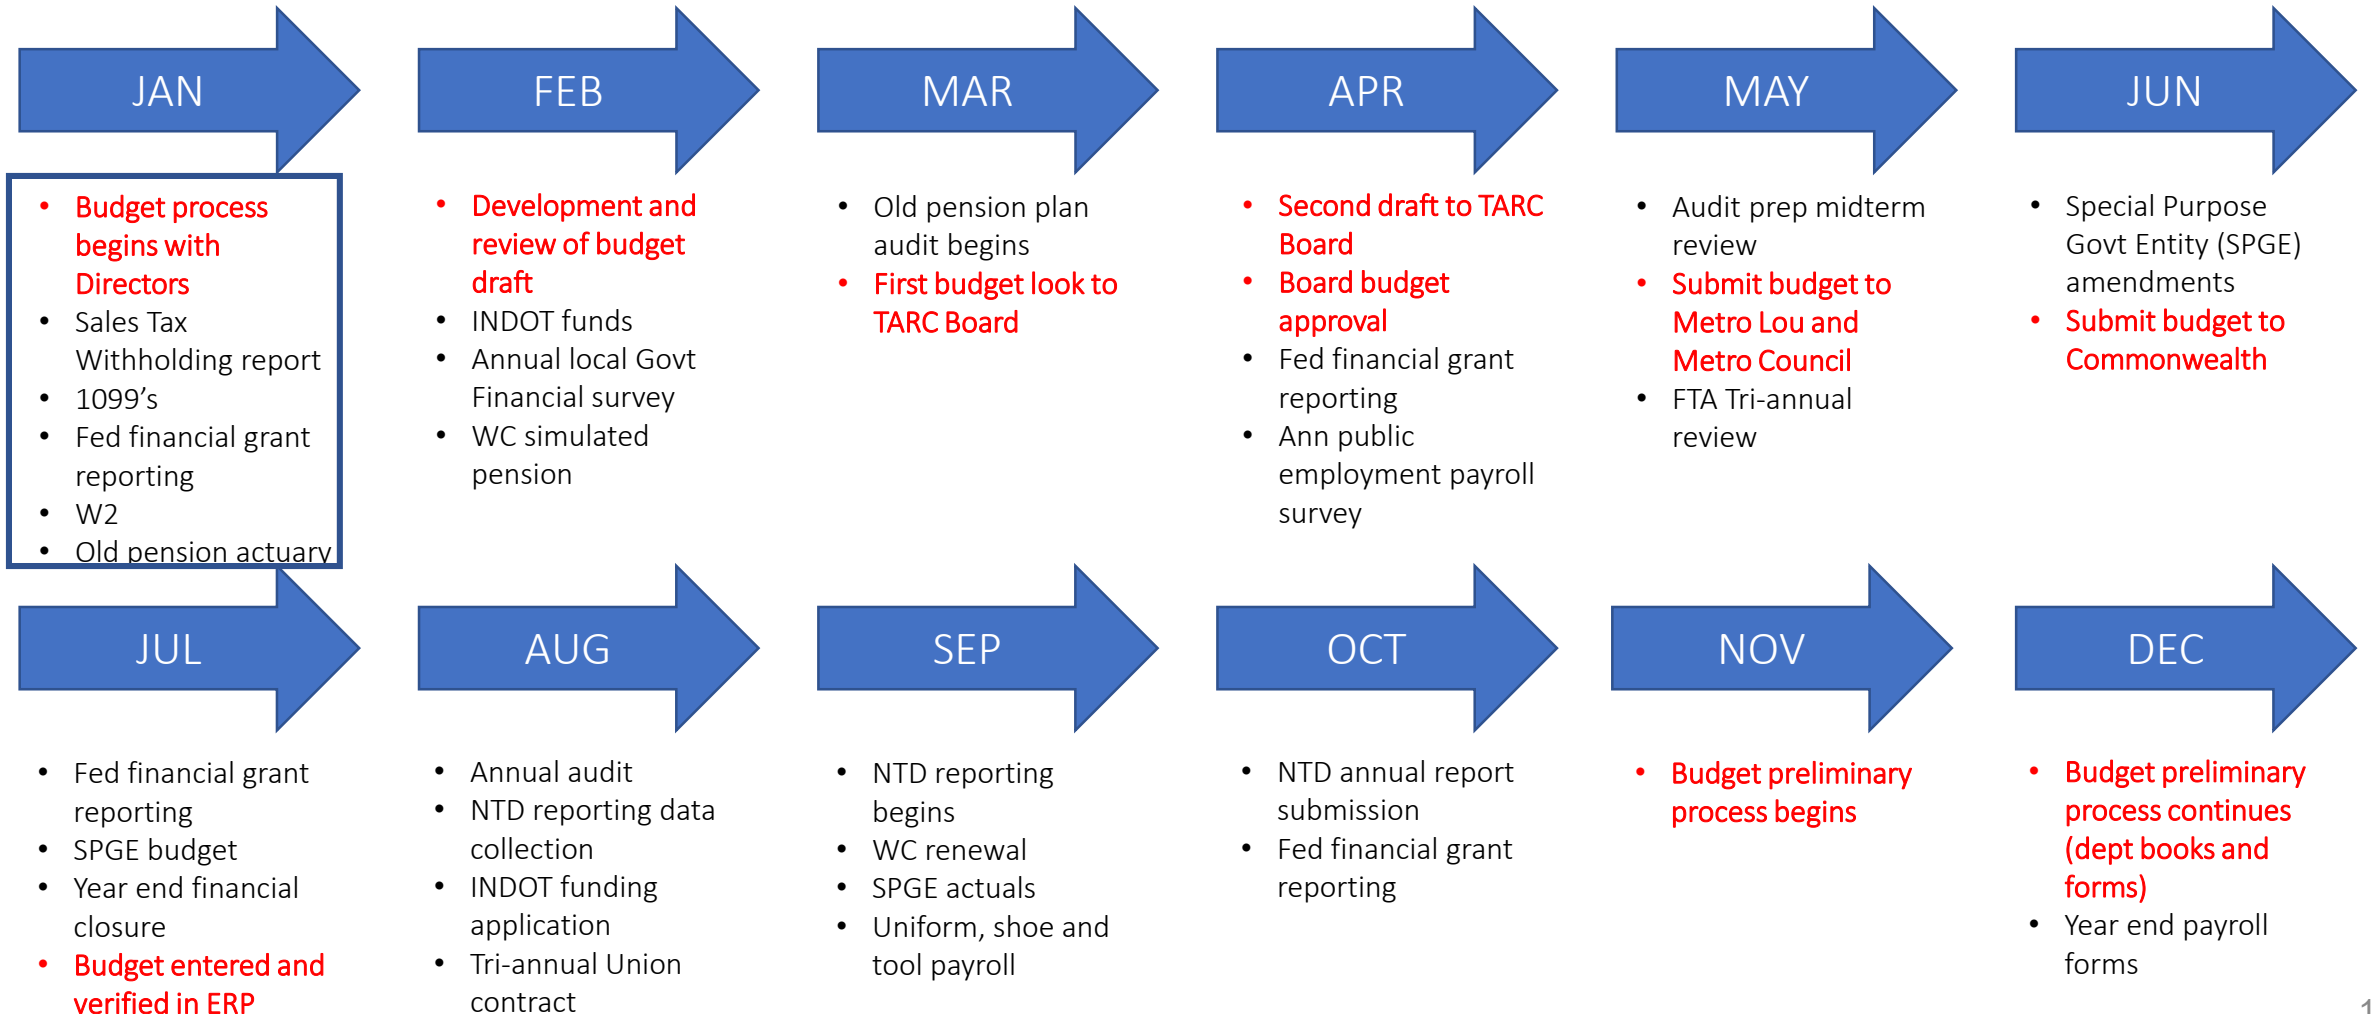 JAN
FEB
MAR
APR
MAY
JUN
• Budget process
begins with
Directors
• Sales Tax
Withholding report
• 1099’s
• Fed financial grant
reporting
• W2
• Old pension actuary
• Development and
review of budget
draft
• INDOT funds
• Annual local Govt
Financial survey
• WC simulated
pension
• Old pension plan
audit begins
• First budget look to
TARC Board
• Second draft to TARC
Board
• Board budget
approval
• Fed financial grant
reporting
• Ann public
employment payroll
survey
• Audit prep midterm
review
• Submit budget to
Metro Lou and
Metro Council
• FTA Tri-annual
review
• Special Purpose
Govt Entity (SPGE)
amendments
• Submit budget to
Commonwealth
JUL
AUG
SEP
OCT
NOV
DEC
• Fed financial grant
reporting
• SPGE budget
• Year end financial
closure
• Budget entered and
verified in ERP
• Annual audit
• NTD reporting data
collection
• INDOT funding
application
• Tri-annual Union
contract
• NTD reporting
begins
• WC renewal
• SPGE actuals
• Uniform, shoe and
tool payroll
• NTD annual report
submission
• Fed financial grant
reporting
• Budget preliminary
process begins
• Budget preliminary
process continues
(dept books and
forms)
• Year end payroll
forms
1